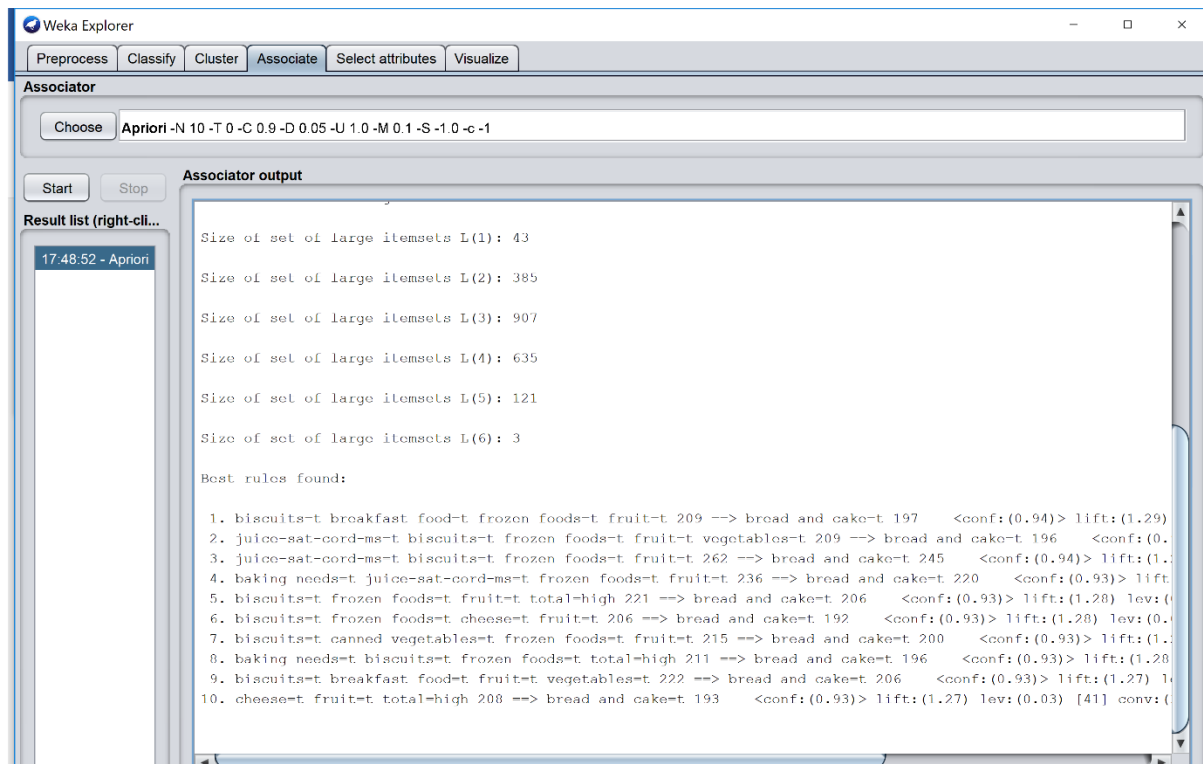 Weka Explorer
Preprocess Classify Cluster Associate Select attributes Visualize
Associator
Choose Apriori -N 10 -T 0 -C 0.9 -D 0.05 -U 1.0 -M 0.1 -S -1.0 -c -1
Start Stop
Associator output
Result list (right-cli...
17:48:52 - Apriori
Size of set of large itemsets L(1): 43
Size of set of large itemsets L(2): 385
Size of set of large itemsets L(3): 907
Size of set of large itemsets L(4): 635
Size of set of large itemsets L(5): 121
Size of set of large itemsets L(6): 3
Best rules found:
1. biscuits=t breakfast food=t frozen foods=t fruit=t 209 ==> bread and cake=t 197 <conf:(0.94)> lift:(1.29)
2. juice-sat-cord-ms=t biscuits=t frozen foods=t fruit=t vegetables=t 209 ==> bread and cake=t 196 <conf:(0.
3. juice-sat-cord-ms=t biscuits=t frozen foods=t fruit=t 262 ==> bread and cake=t 245 <conf:(0.94)> lift:(1.
4. baking needs=t juice-sat-cord-ms=t frozen foods=t fruit=t 236 ==> bread and cake=t 220 <conf:(0.93)> lift
5. biscuits=t frozen foods=t fruit=t total=high 221 ==> bread and cake=t 206 <conf:(0.93)> lift:(1.28) lev:(
6. biscuits=t frozen foods=t cheese=t fruit=t 206 ==> bread and cake=t 192 <conf:(0.93)> lift:(1.28) lev:(0.
7. biscuits=t canned vegetables=t frozen foods=t fruit=t 215 ==> bread and cake=t 200 <conf:(0.93)> lift:(1.
8. baking needs=t biscuits=t frozen foods=t total=high 211 ==> bread and cake=t 196 <conf:(0.93)> lift:(1.28
9. biscuits=t breakfast food=t fruit=t vegetables=t 222 ==> bread and cake=t 206 <conf:(0.93)> lift:(1.27) l
10. cheese=t fruit=t total=high 208 ==> bread and cake=t 193 <conf:(0.93)> lift:(1.27) lev:(0.03) [41] conv:(